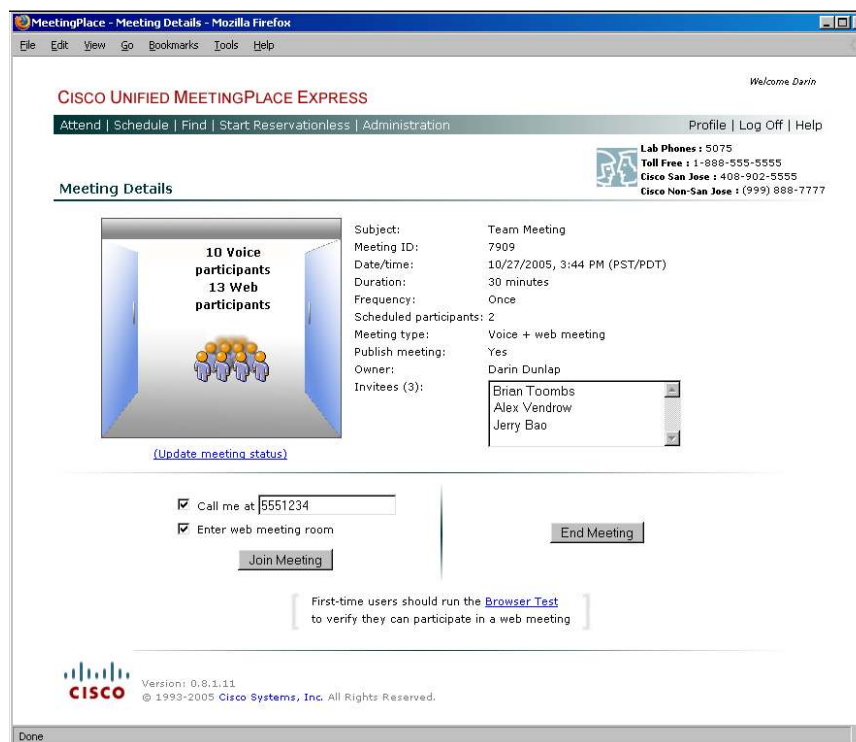 MeetingPlace - Meeting Details - Mozilla Firefox
File Edit View Go Bookmarks Tools Help
Welcome Darin
CISCO UNIFIED MEETINGPLACE EXPRESS
Attend | Schedule | Find | Start Reservationless | Administration Profile | Log Off | Help
Lab Phones : 5075
Toll Free : 1-888-555-5555
Cisco San Jose : 408-902-5555
Cisco Non-San Jose : (999) 888-7777
Meeting Details
10 Voice
participants
13 Web
participants
(Update meeting status)
Subject: Team Meeting
Meeting ID: 7909
Date/time: 10/27/2005, 3:44 PM (PST/PDT)
Duration: 30 minutes
Frequency: Once
Scheduled participants: 2
Meeting type: Voice + web meeting
Publish meeting: Yes
Owner: Darin Dunlap
Invitees (3): Brian Toombs
Alex Vendrow
Jerry Bao
Call me at 5551234
Enter web meeting room
Join Meeting
End Meeting
First-time users should run the Browser Test
to verify they can participate in a web meeting
CISCO
Version: 0.8.1.11
© 1993-2005 Cisco Systems, Inc. All Rights Reserved.
Done